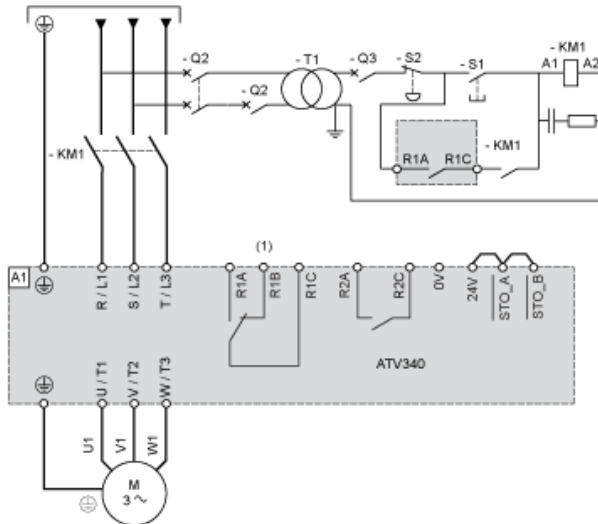 - Q2
- T1
- Q3
- S2
- S1
- KM1
A1
A2
- Q2
- KM1
R1A
R1C
- KM1
(1)
A1
R / L1
S / L2
T / L3
R1A
R1B
R1C
R2A
R2C
0V
24V
STO_A
STO_B
ATV340
U / T1
V / T2
W / T3
U1
V1
W1
M
3 ~